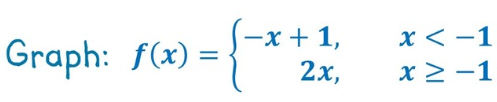 Graph: f(x) = { −x + 1, x < −1
2x, x ≥ −1